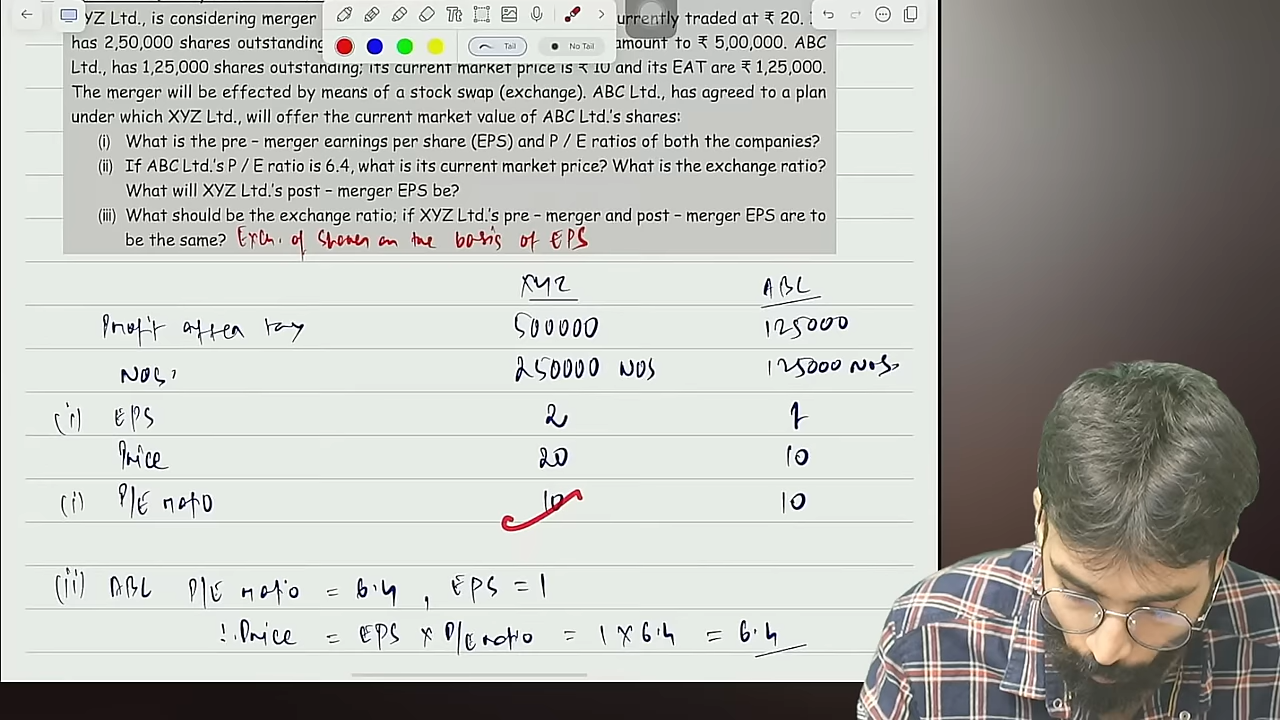 YZ Ltd., is considering merger urrently traded at ₹ 20.
has 2,50,000 shares outstanding amount to ₹ 5,00,000. ABC
Ltd., has 1,25,000 shares outstanding; its current market price is ₹ 10 and its EAT are ₹ 1,25,000.
The merger will be effected by means of a stock swap (exchange). ABC Ltd., has agreed to a plan
under which XYZ Ltd., will offer the current market value of ABC Ltd.'s shares:
(i) What is the pre – merger earnings per share (EPS) and P / E ratios of both the companies?
(ii) If ABC Ltd.'s P / E ratio is 6.4, what is its current market price? What is the exchange ratio?
What will XYZ Ltd.'s post – merger EPS be?
(iii) What should be the exchange ratio; if XYZ Ltd.'s pre – merger and post – merger EPS are to
be the same? Exch. of shares on the basis of EPS
Tail No Tail
XYZ ABC
Profit after tax 500000 125000
NOS. 250000 NOS 125000 NOS.
(i) EPS 2 1
Price 20 10
(i) P/E ratio 10 10
(ii) ABC P/E ratio = 6.4, EPS = 1
∴ Price = EPS × P/E ratio = 1 × 6.4 = 6.4